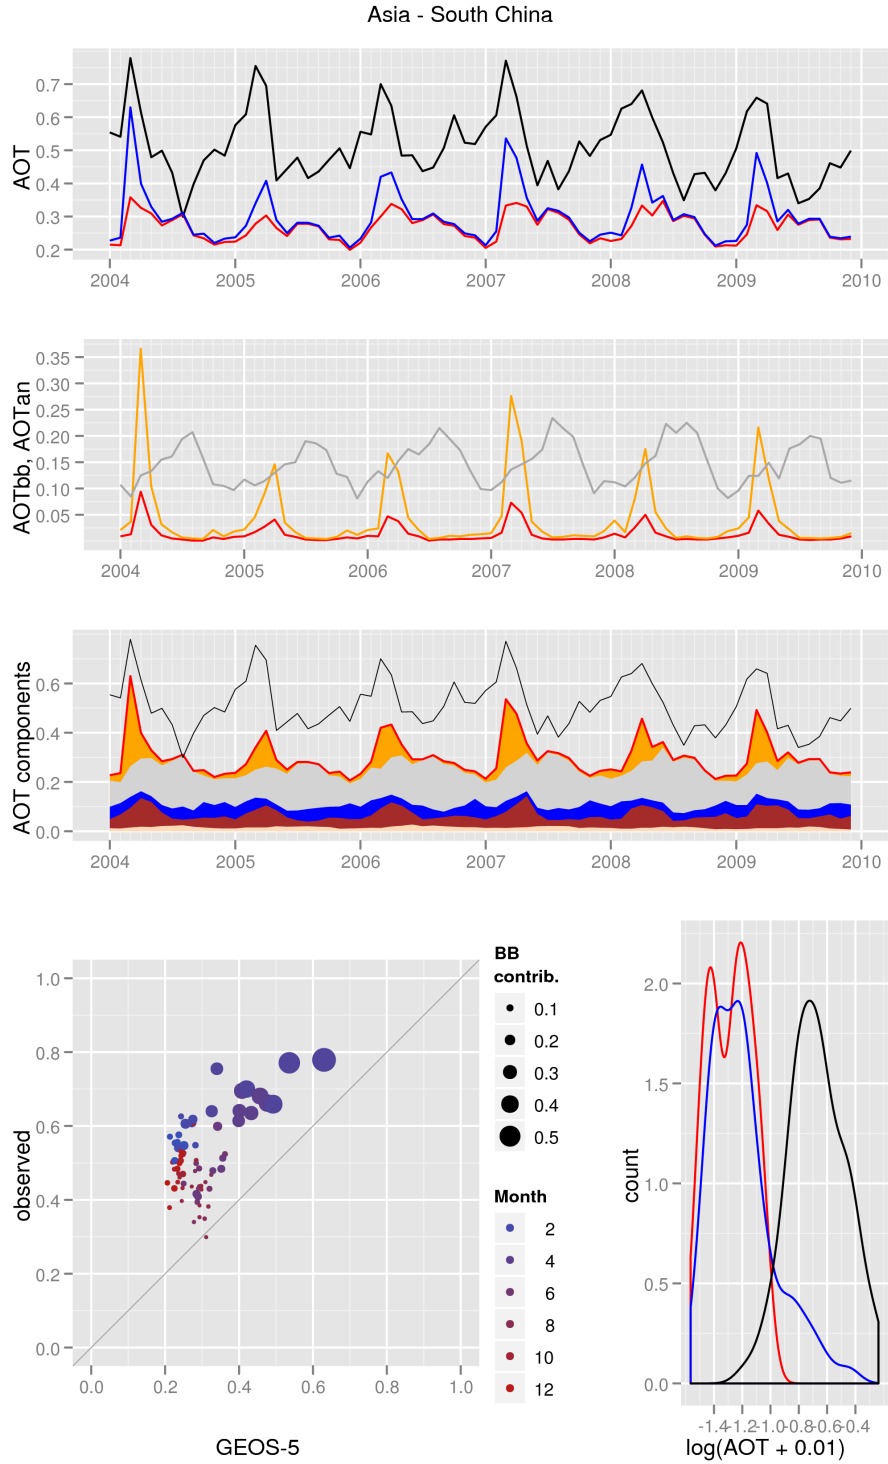 Asia - South China
AOT
0.7
0.6
0.5
0.4
0.3
0.2
2004 2005 2006 2007 2008 2009 2010
AOTbb, AOTan
0.35
0.30
0.25
0.20
0.15
0.10
0.05
2004 2005 2006 2007 2008 2009 2010
AOT components
0.6
0.4
0.2
0.0
2004 2005 2006 2007 2008 2009 2010
observed
1.0
0.8
0.6
0.4
0.2
0.0
0.0 0.2 0.4 0.6 0.8 1.0
GEOS-5
BB
contrib.
0.1
0.2
0.3
0.4
0.5
Month
2
4
6
8
10
12
count
2.0
1.5
1.0
0.5
0.0
-1.4 -1.2 -1.0 -0.8 -0.6 -0.4
log(AOT + 0.01)